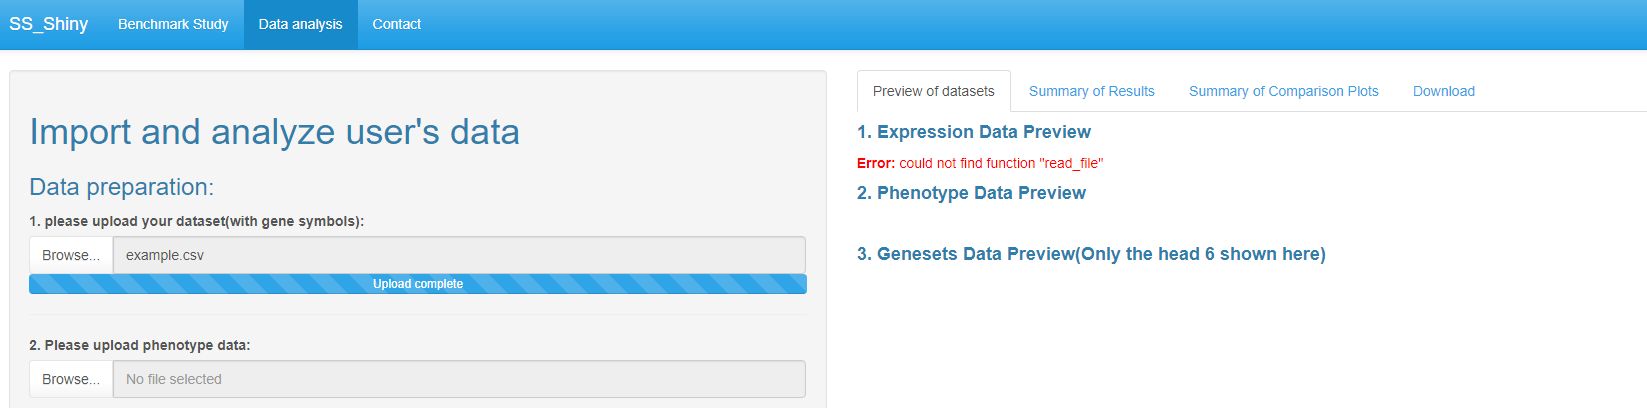 SS_Shiny Benchmark Study Data analysis Contact
Import and analyze user's data
Data preparation:
1. please upload your dataset(with gene symbols):
Browse... example.csv
Upload complete
2. Please upload phenotype data:
Browse... No file selected
Preview of datasets Summary of Results Summary of Comparison Plots Download
1. Expression Data Preview
Error: could not find function "read_file"
2. Phenotype Data Preview
3. Genesets Data Preview(Only the head 6 shown here)